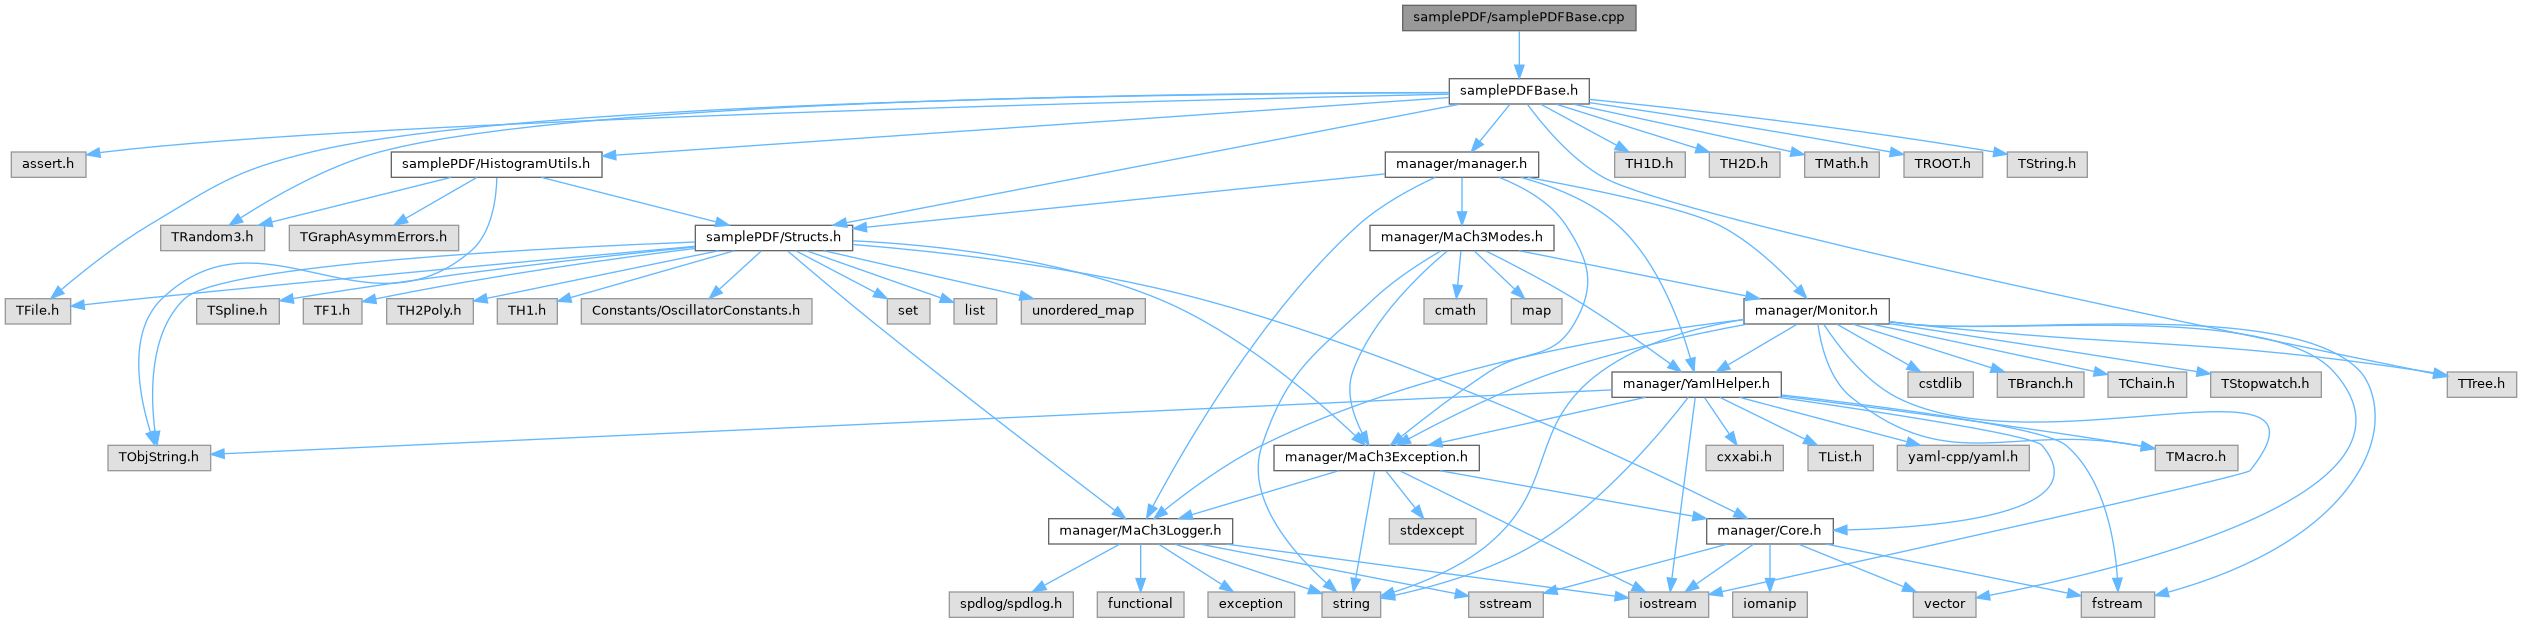 samplePDF/samplePDFBase.cpp
samplePDFBase.h
assert.h
samplePDF/HistogramUtils.h
manager/manager.h
TH1D.h
TH2D.h
TMath.h
TROOT.h
TString.h
TRandom3.h
TGraphAsymmErrors.h
samplePDF/Structs.h
manager/MaCh3Modes.h
TFile.h
TSpline.h
TF1.h
TH2Poly.h
TH1.h
Constants/OscillatorConstants.h
set
list
unordered_map
cmath
map
manager/Monitor.h
manager/YamlHelper.h
cstdlib
TBranch.h
TChain.h
TStopwatch.h
TTree.h
TObjString.h
manager/MaCh3Exception.h
cxxabi.h
TList.h
yaml-cpp/yaml.h
TMacro.h
manager/MaCh3Logger.h
stdexcept
manager/Core.h
spdlog/spdlog.h
functional
exception
string
sstream
iostream
iomanip
vector
fstream